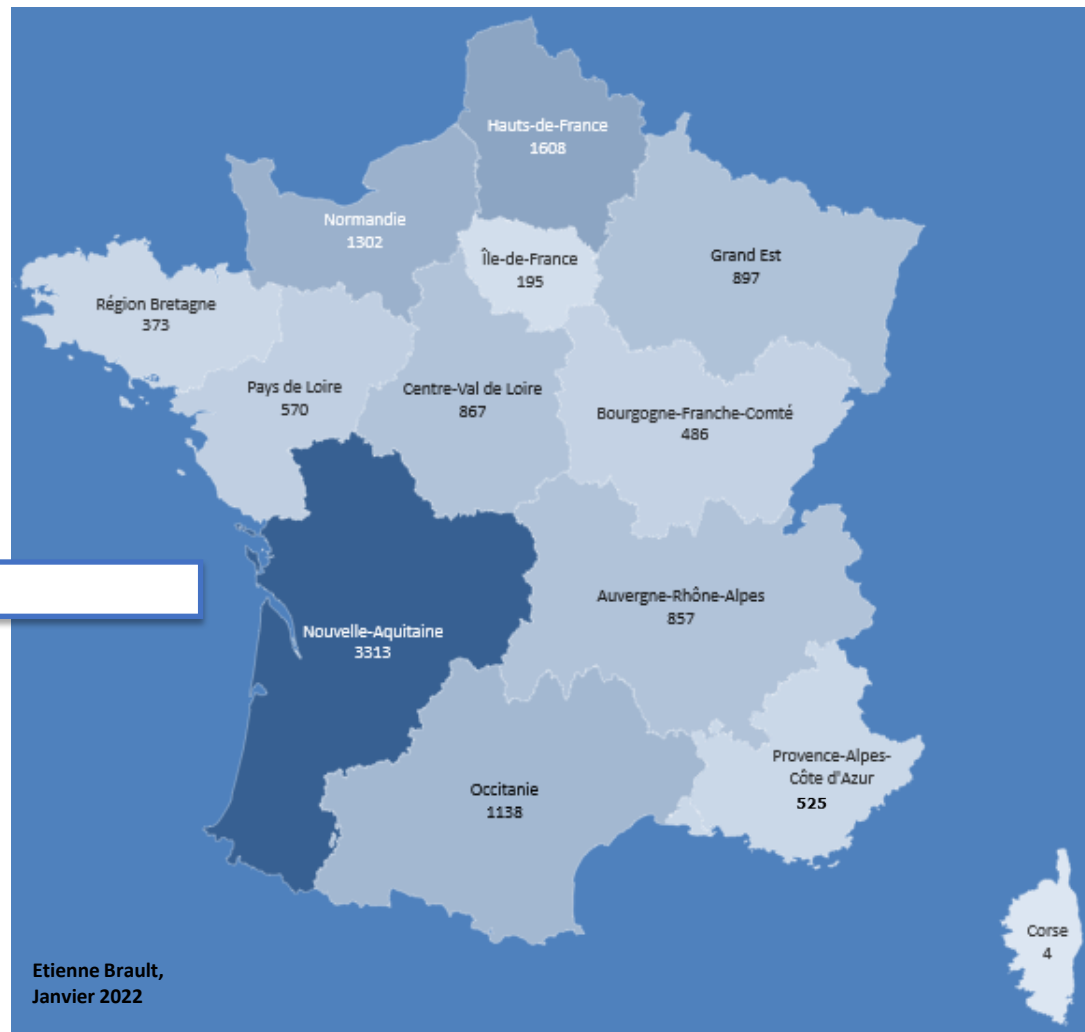 Hauts-de-France
1608
Normandie
1302
Île-de-France
195
Grand Est
897
Région Bretagne
373
Pays de Loire
570
Centre-Val de Loire
867
Bourgogne-Franche-Comté
486
Auvergne-Rhône-Alpes
857
Nouvelle-Aquitaine
3313
Provence-Alpes-
Côte d'Azur
525
Occitanie
1138
Corse
4
Etienne Brault,
Janvier 2022